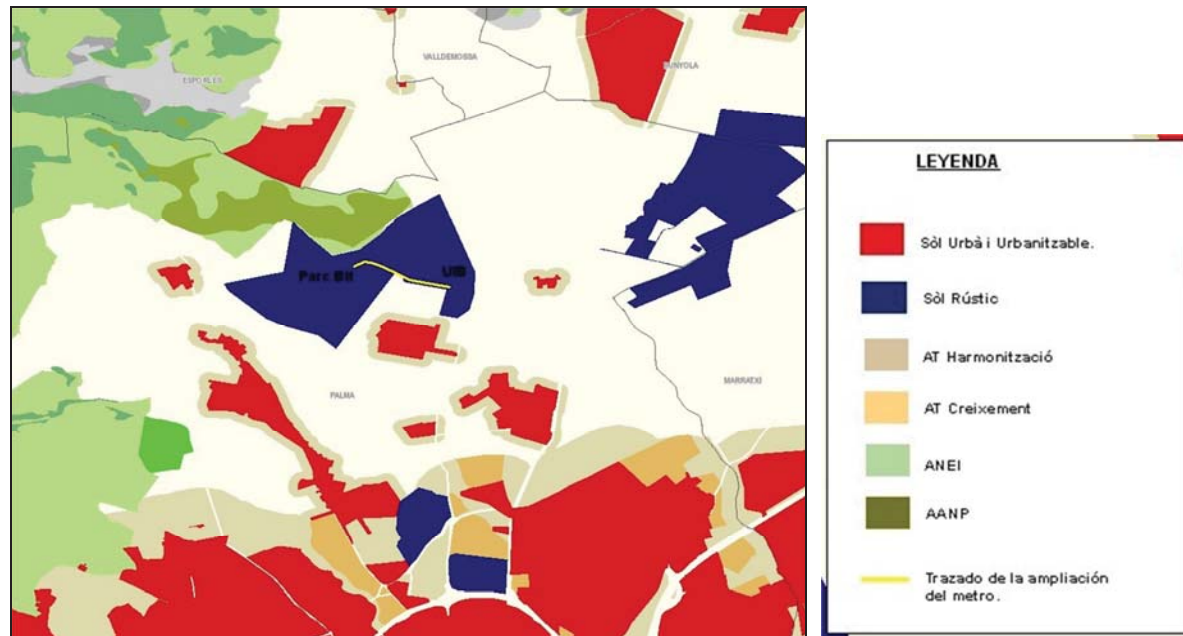 VALLDEMOSSA
BUNYOLA
ESPORLES
Parc Bit
UIB
PALMA
MARRATXI
LEYENDA
Sòl Urbà i Urbanitzable.
Sòl Rústic
AT Harmonització
AT Creixement
ANEI
AANP
Trazado de la ampliación
del metro.